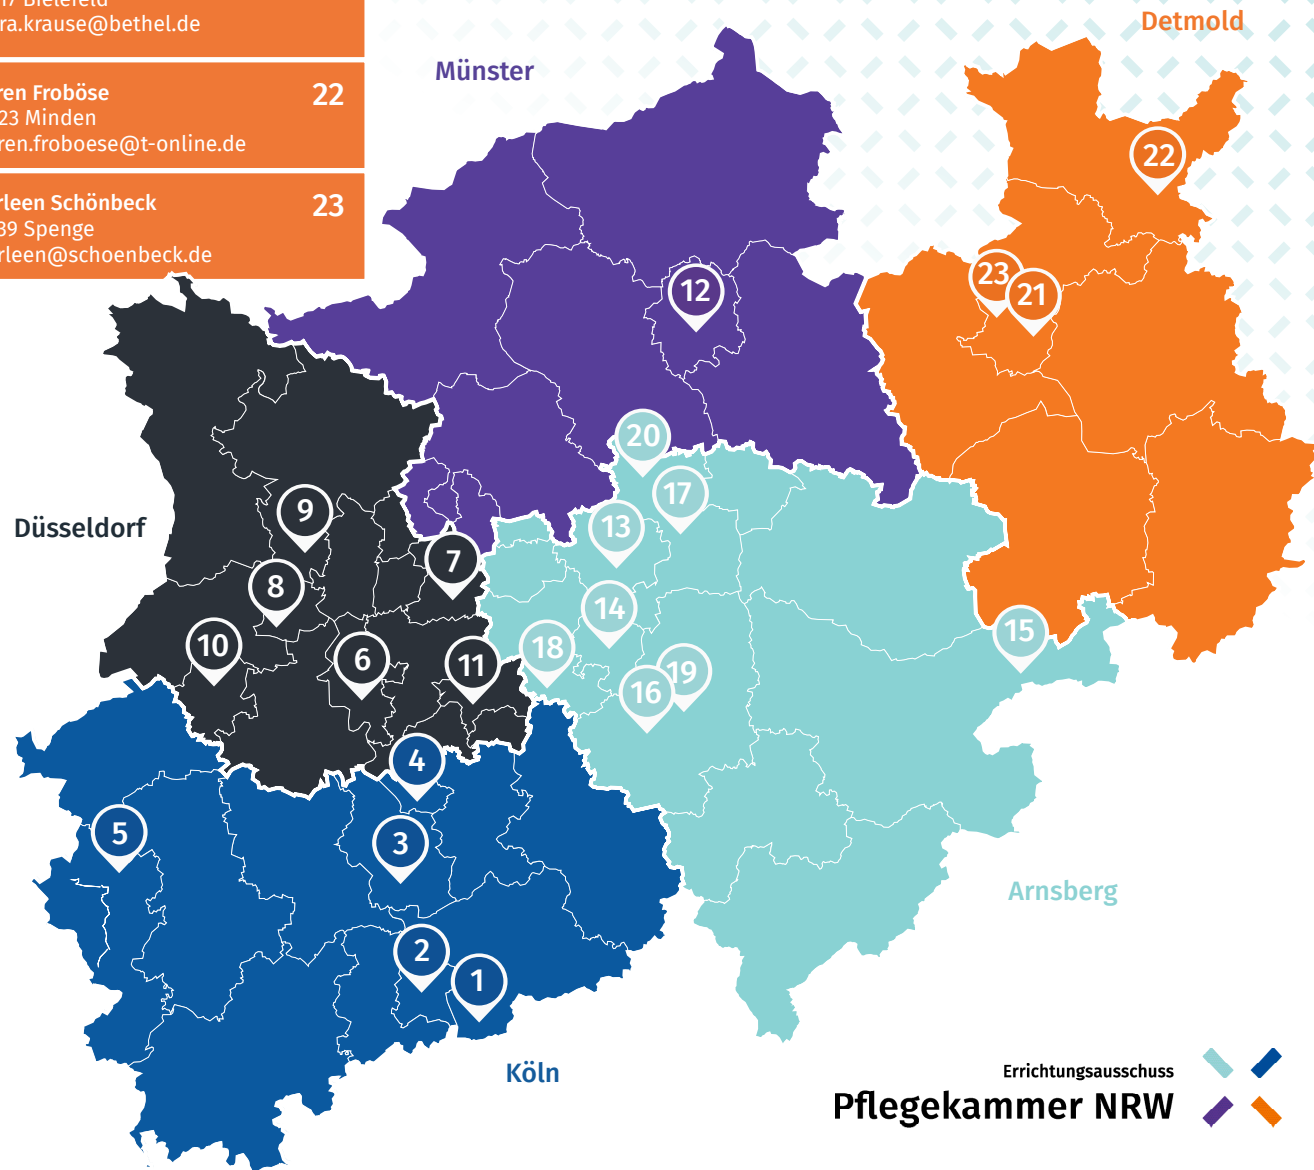 ra.krause@bethel.de
ren Froböse
22
23 Minden
ren.froboese@t-online.de
rleen Schönbeck
23
39 Spenge
rleen@schoenbeck.de
Detmold
Münster
22
23
21
12
20
17
13
9
Düsseldorf
7
8
14
10
6
11
18
15
19
16
4
5
3
Arnsberg
2
1
Köln
Errichtungsausschuss
Pflegekammer NRW